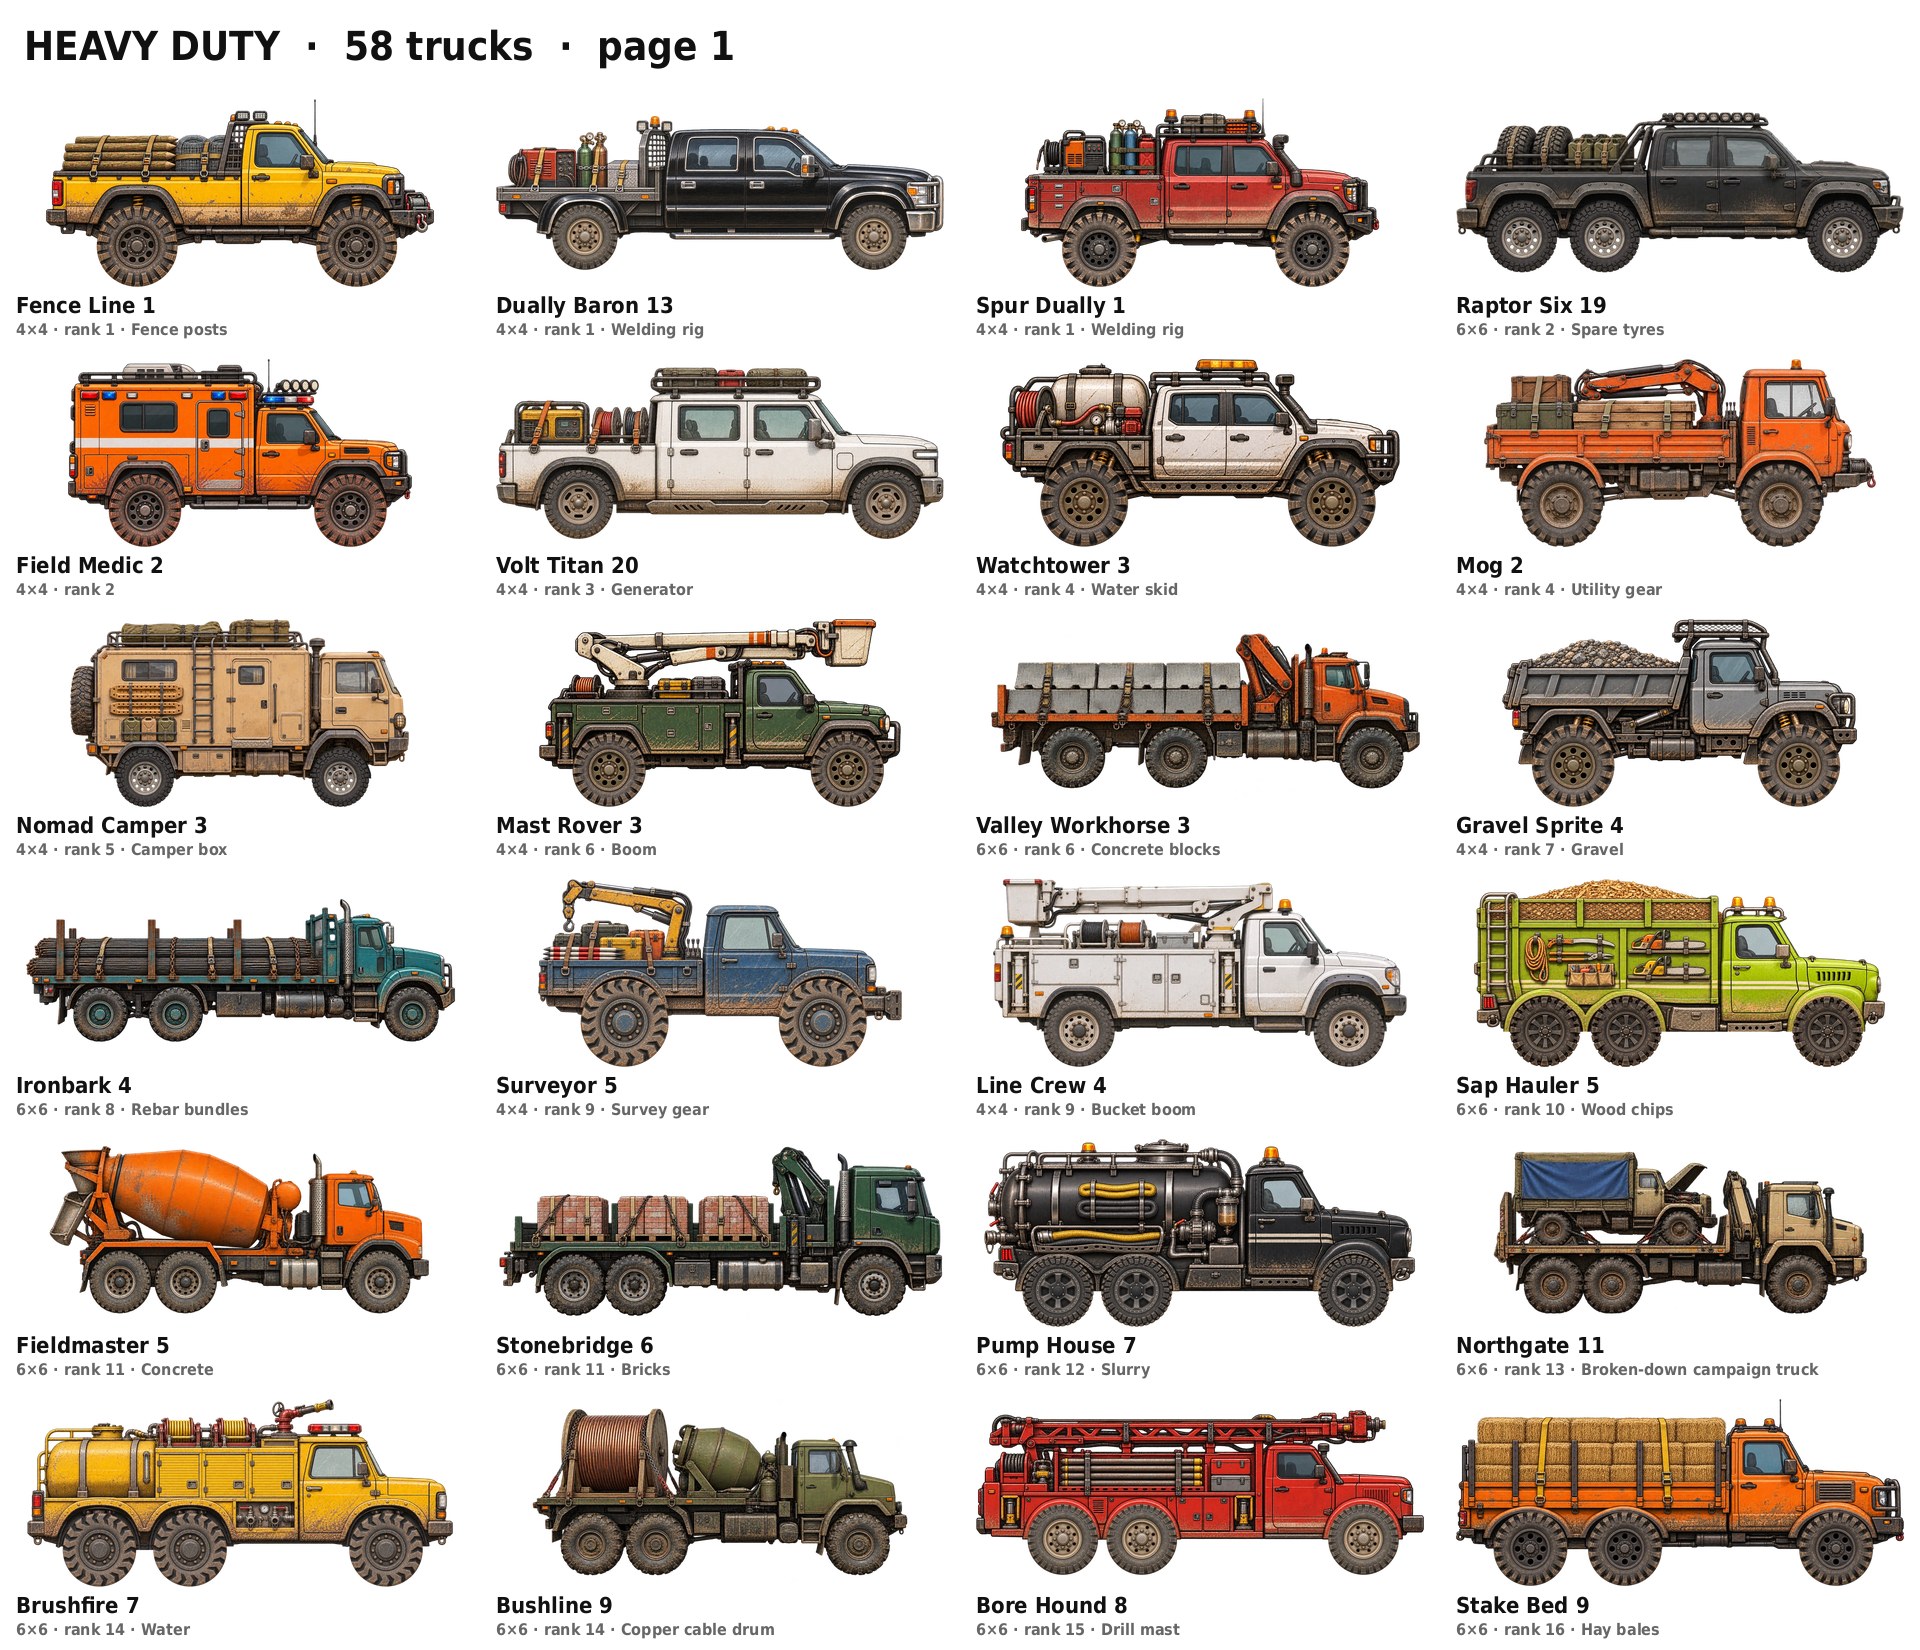 HEAVY DUTY · 58 trucks · page 1
Fence Line 1
4×4 · rank 1 · Fence posts
Dually Baron 13
4×4 · rank 1 · Welding rig
Spur Dually 1
4×4 · rank 1 · Welding rig
Raptor Six 19
6×6 · rank 2 · Spare tyres
Field Medic 2
4×4 · rank 2
Volt Titan 20
4×4 · rank 3 · Generator
Watchtower 3
4×4 · rank 4 · Water skid
Mog 2
4×4 · rank 4 · Utility gear
Nomad Camper 3
4×4 · rank 5 · Camper box
Mast Rover 3
4×4 · rank 6 · Boom
Valley Workhorse 3
6×6 · rank 6 · Concrete blocks
Gravel Sprite 4
4×4 · rank 7 · Gravel
Ironbark 4
6×6 · rank 8 · Rebar bundles
Surveyor 5
4×4 · rank 9 · Survey gear
Line Crew 4
4×4 · rank 9 · Bucket boom
Sap Hauler 5
6×6 · rank 10 · Wood chips
Fieldmaster 5
6×6 · rank 11 · Concrete
Stonebridge 6
6×6 · rank 11 · Bricks
Pump House 7
6×6 · rank 12 · Slurry
Northgate 11
6×6 · rank 13 · Broken-down campaign truck
Brushfire 7
6×6 · rank 14 · Water
Bushline 9
6×6 · rank 14 · Copper cable drum
Bore Hound 8
6×6 · rank 15 · Drill mast
Stake Bed 9
6×6 · rank 16 · Hay bales